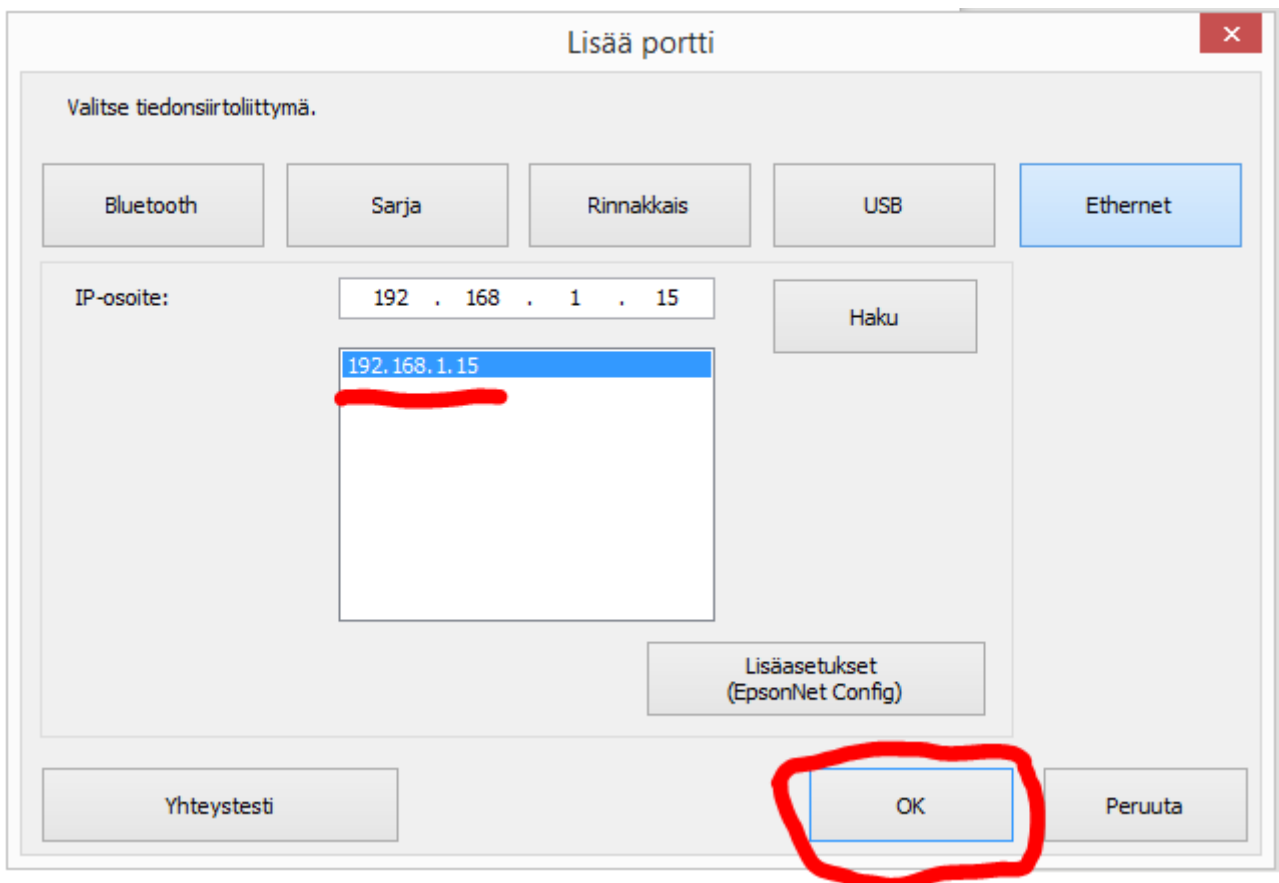 Lisää portti
Valitse tiedonsiirtoliittymä.
Bluetooth
Sarja
Rinnakkais
USB
Ethernet
IP-osoite:
192 . 168 . 1 . 15
Haku
192.168.1.15
Lisäasetukset
(EpsonNet Config)
Yhteystesti
OK
Peruuta